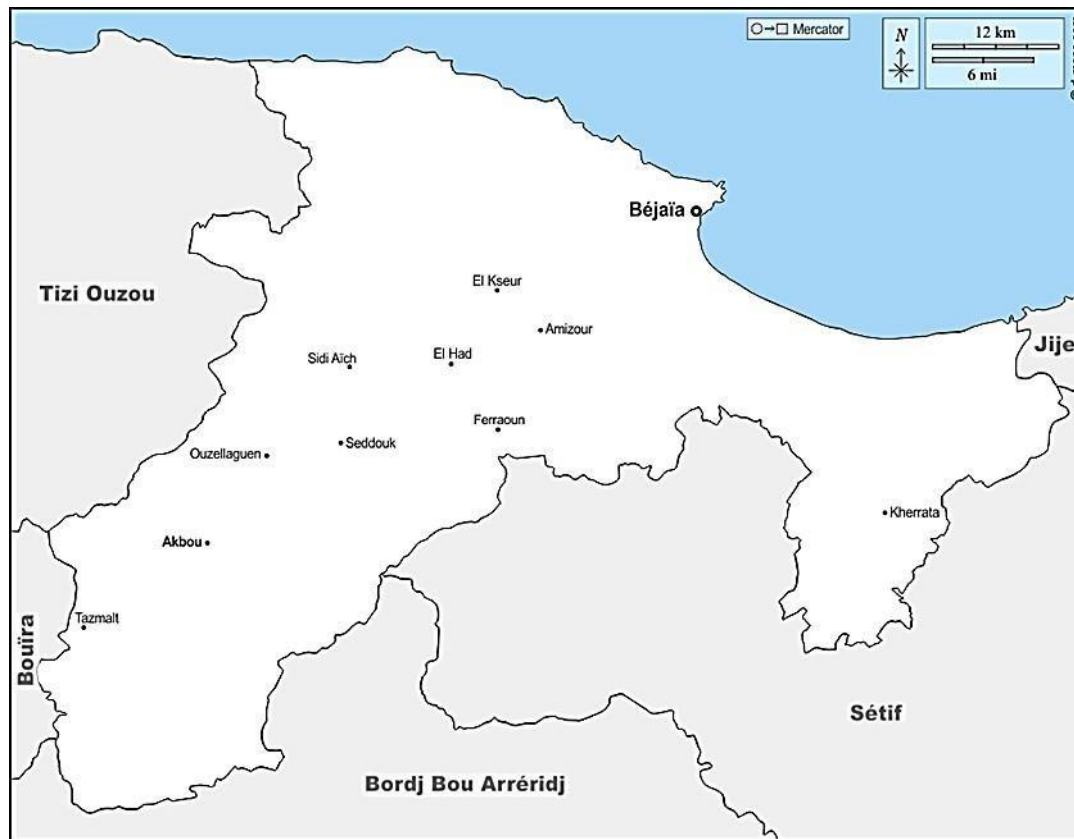 Mercator
N
12 km
6 mi
Béjaïa
El Kseur
Tizi Ouzou
Amizour
Jije
Sidi Aïch
El Had
Ferraoun
Seddouk
Ouzellaguen
Kherrata
Akbou
Tazmalt
Bouïra
Sétif
Bordj Bou Arréridj